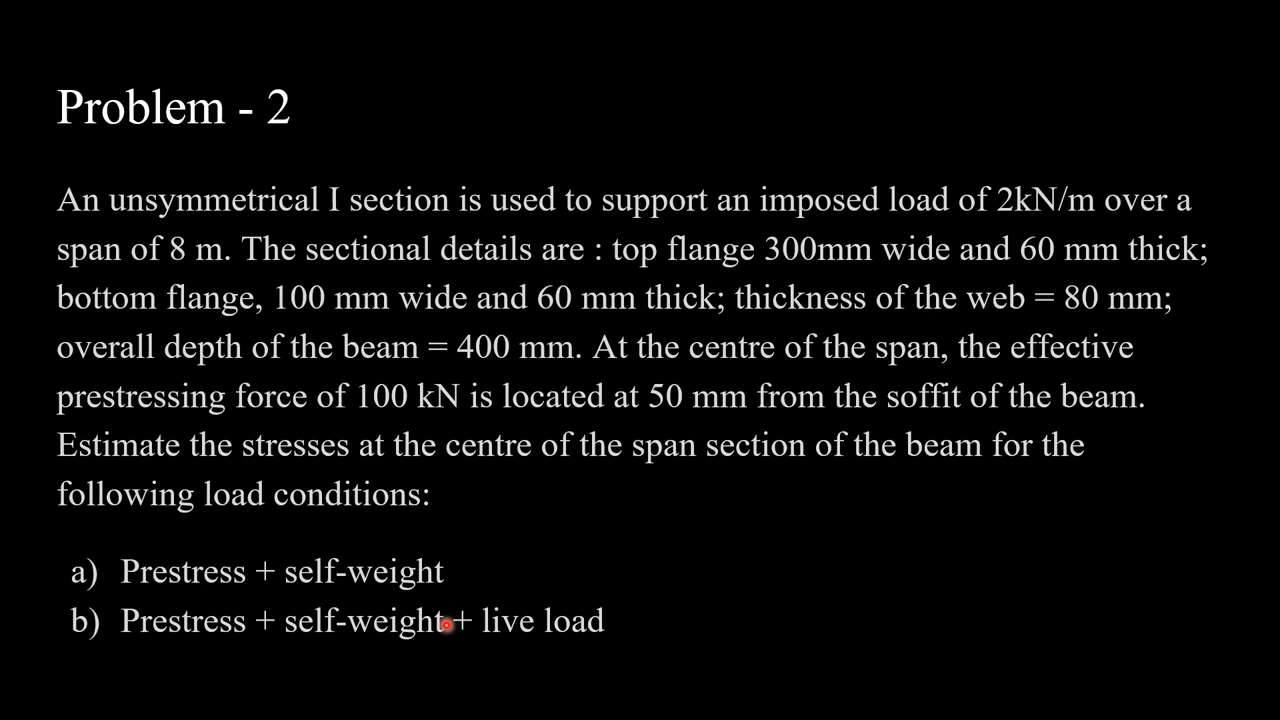 Problem - 2
An unsymmetrical I section is used to support an imposed load of 2kN/m over a
span of 8 m. The sectional details are : top flange 300mm wide and 60 mm thick;
bottom flange, 100 mm wide and 60 mm thick; thickness of the web = 80 mm;
overall depth of the beam = 400 mm. At the centre of the span, the effective
prestressing force of 100 kN is located at 50 mm from the soffit of the beam.
Estimate the stresses at the centre of the span section of the beam for the
following load conditions:
a) Prestress + self-weight
b) Prestress + self-weight + live load